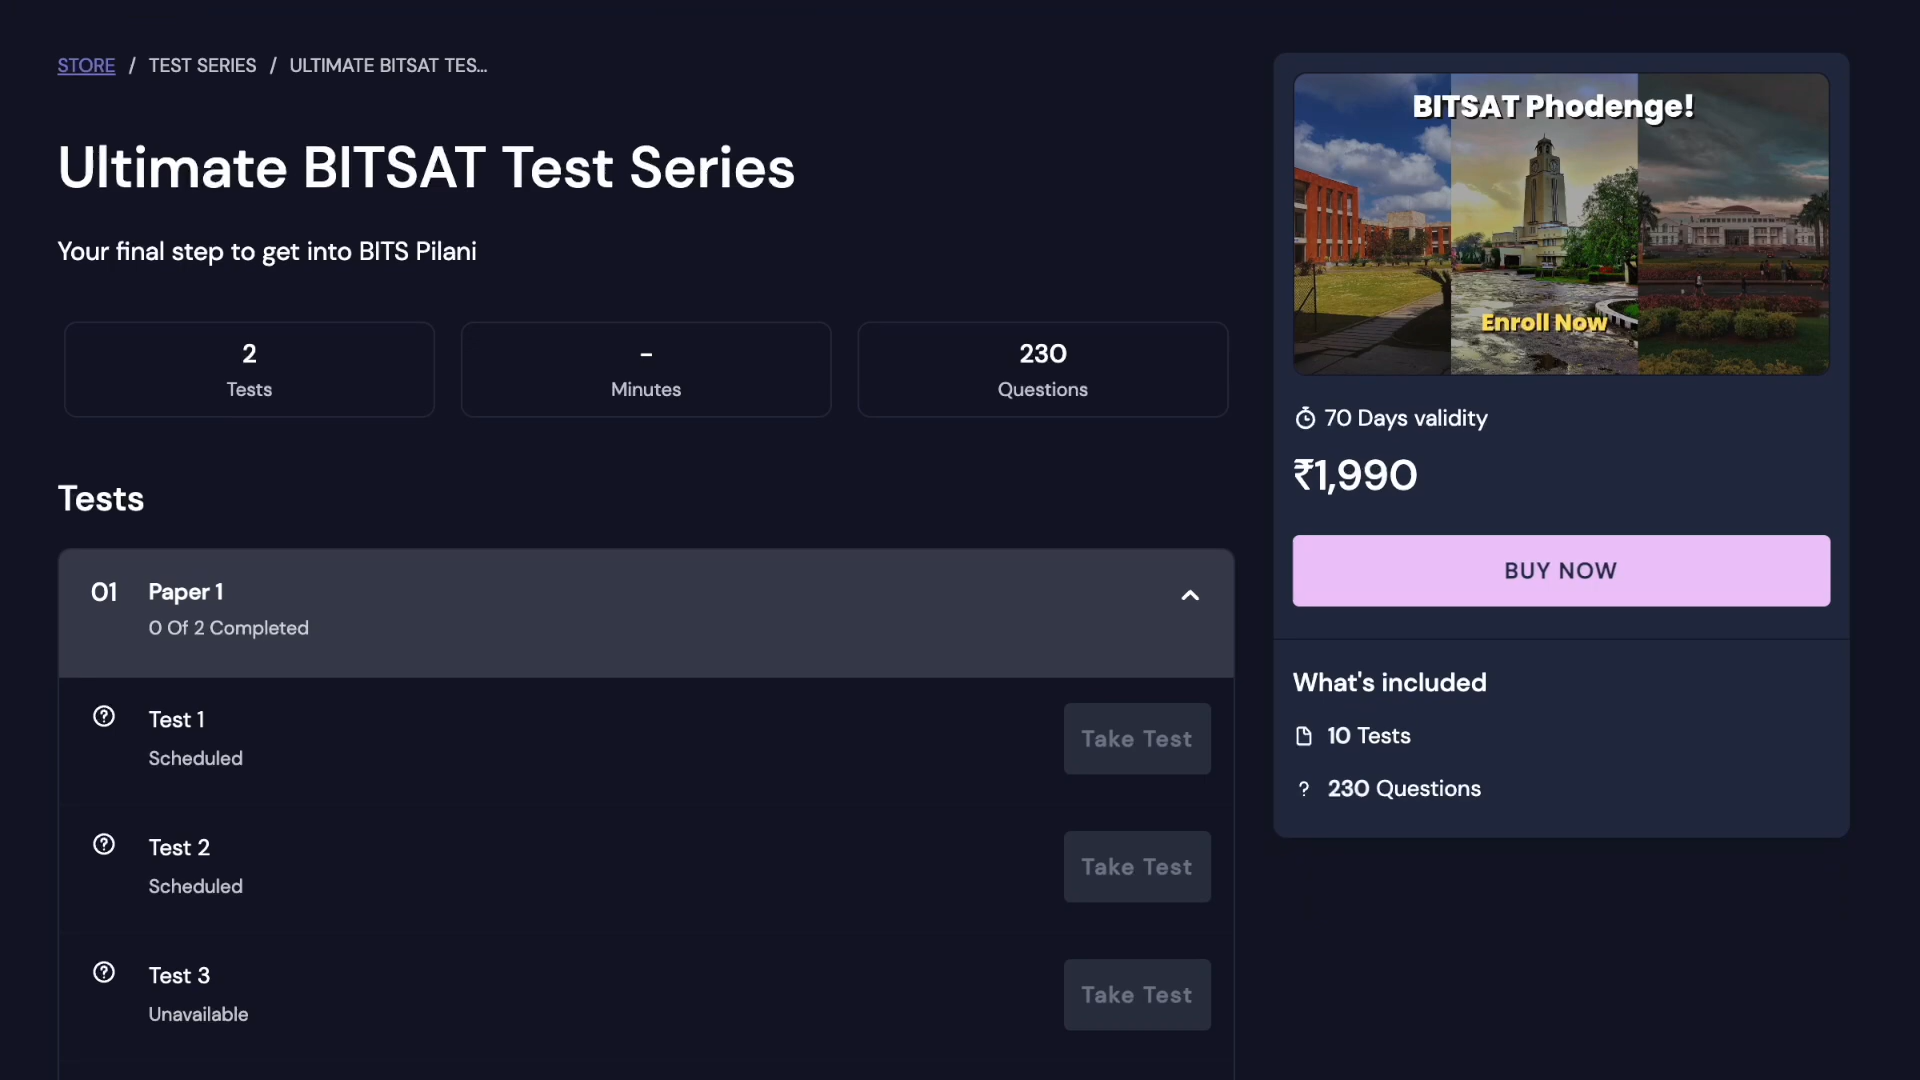 STORE / TEST SERIES / ULTIMATE BITSAT TES...
Ultimate BITSAT Test Series
Your final step to get into BITS Pilani
2
Tests
-
Minutes
230
Questions
Tests
01 Paper 1
0 Of 2 Completed
Test 1
Scheduled
Take Test
Test 2
Scheduled
Take Test
Test 3
Unavailable
Take Test
BITSAT Phodenge!
Enroll Now
70 Days validity
₹1,990
BUY NOW
What's included
10 Tests
? 230 Questions